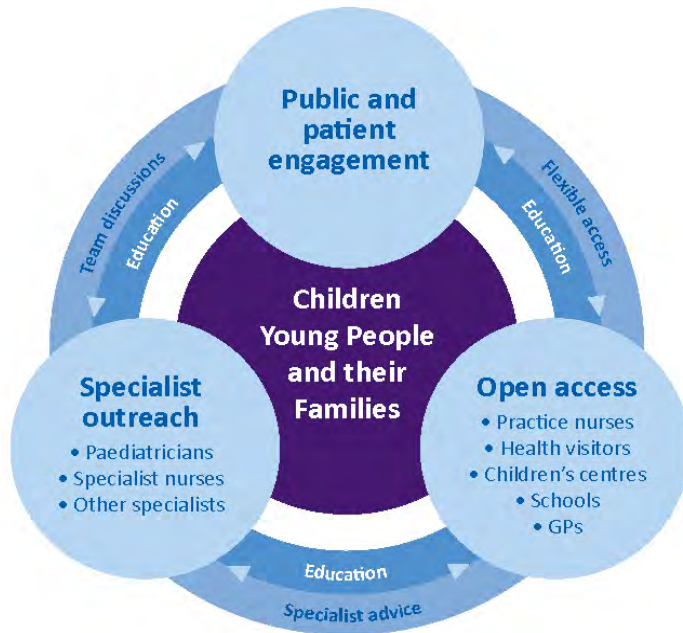 Public and
patient
engagement
Team discussions
Education
Flexible access
Education
Children
Young People
and their
Families
Specialist
outreach
• Paediatricians
• Specialist nurses
• Other specialists
Open access
• Practice nurses
• Health visitors
• Children's centres
• Schools
• GPs
Education
Specialist advice